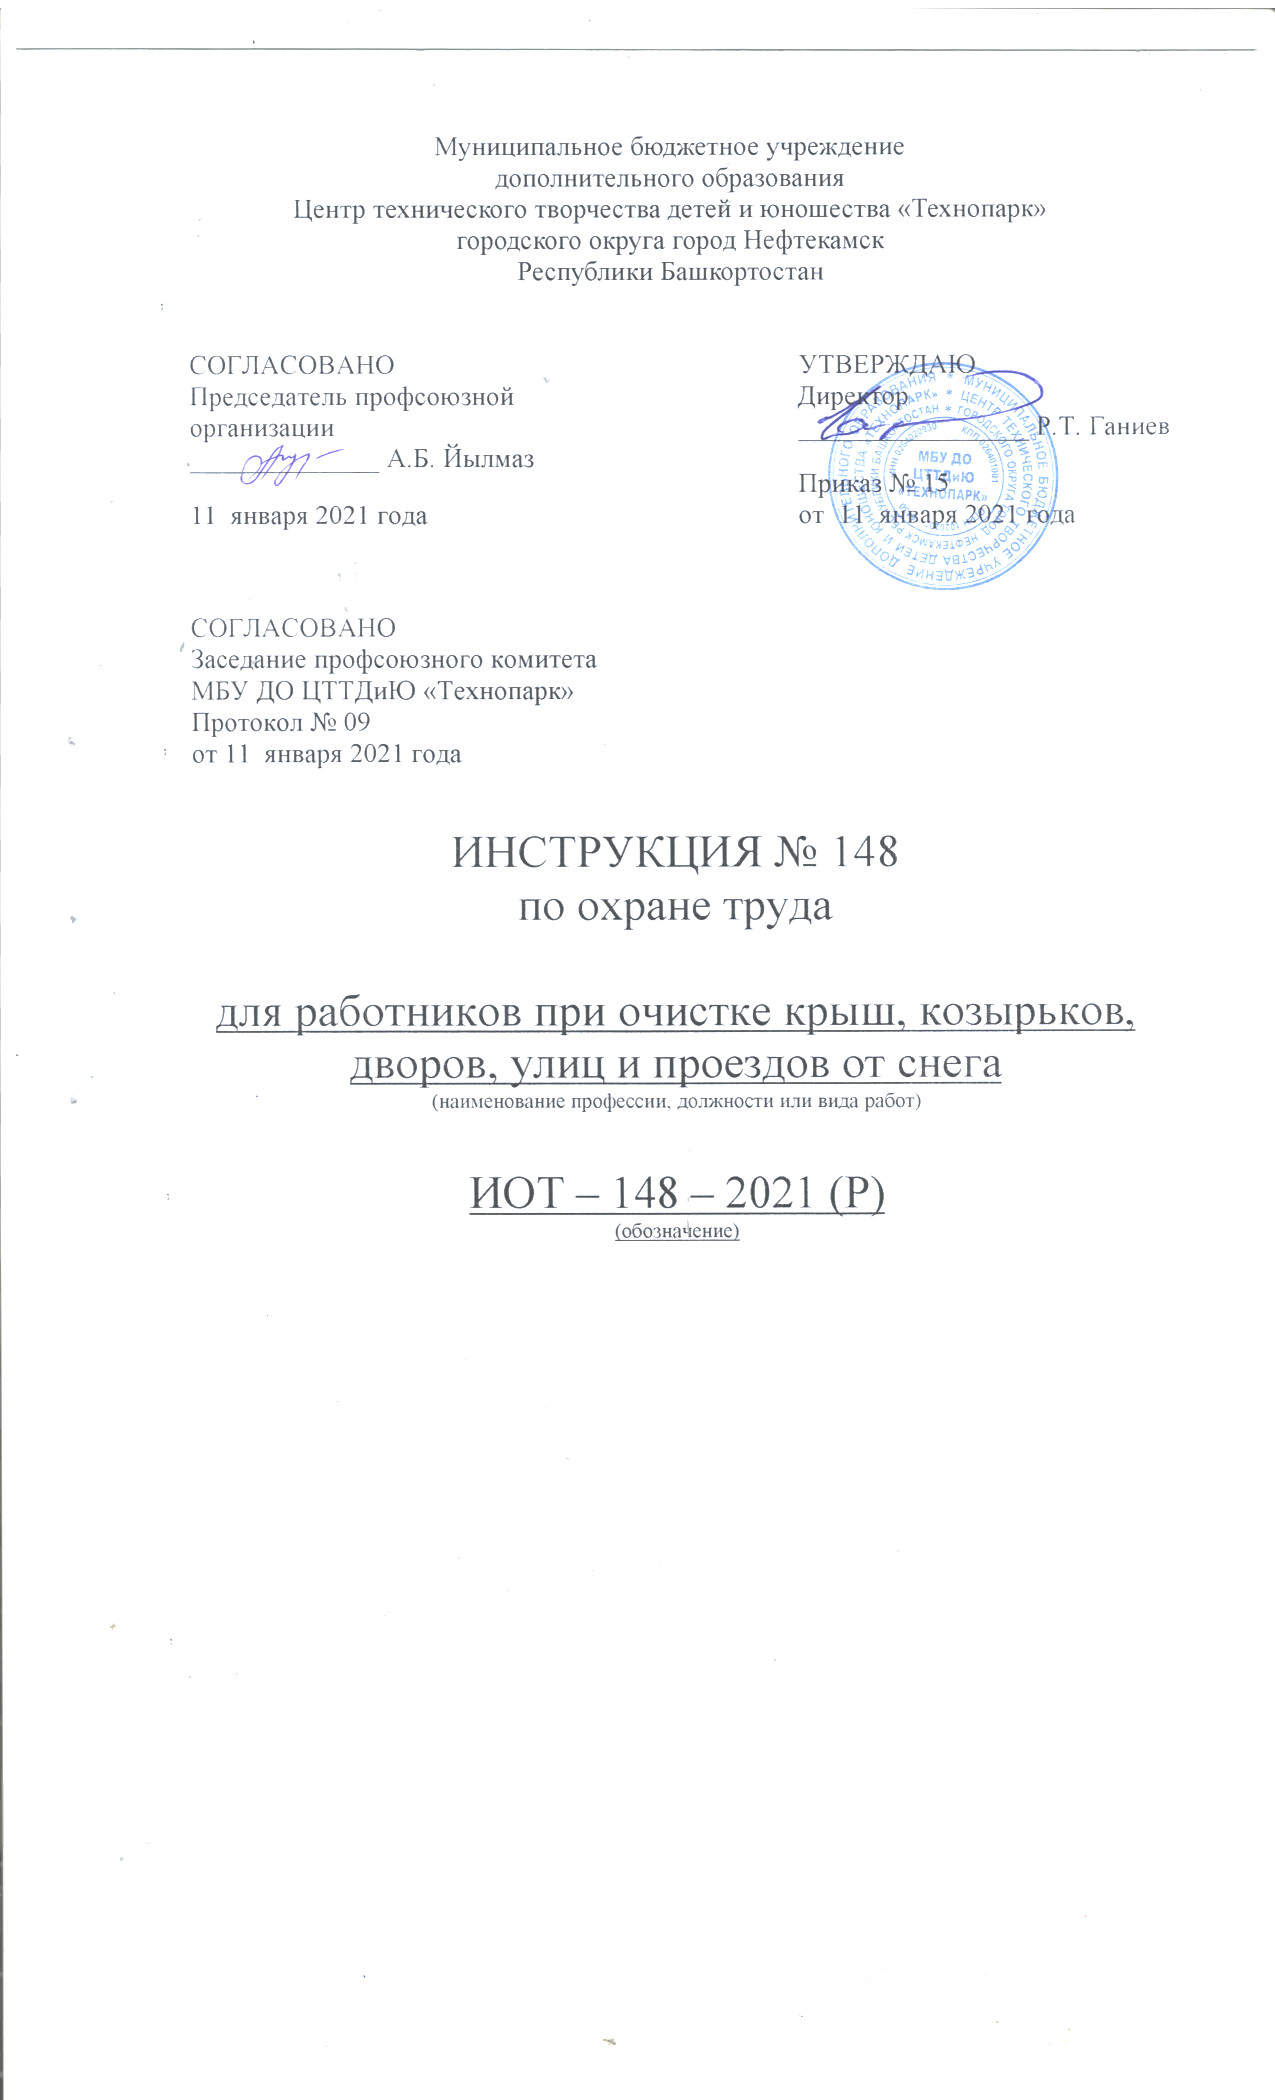 Муниципальное бюджетное учреждение
дополнительного образования
Центр технического творчества детей и юношества «Технопарк»
городского округа город Нефтекамск
Республики Башкортостан
СОГЛАСОВАНО
Председатель профсоюзной
организации
А.Б. Йылмаз
11 января 2021 года
УТВЕРЖДАЮ
Директор
Р.Т. Ганиев
Приказ № 15
от 11 января 2021 года
МБУ ДО
ЦТТДиЮ
«ТЕХНОПАРК»
СОГЛАСОВАНО
Заседание профсоюзного комитета
МБУ ДО ЦТТДиЮ «Технопарк»
Протокол № 09
от 11 января 2021 года
ИНСТРУКЦИЯ № 148
по охране труда
для работников при очистке крыш, козырьков,
дворов, улиц и проездов от снега
(наименование профессии, должности или вида работ)
ИОТ – 148 – 2021 (Р)
(обозначение)